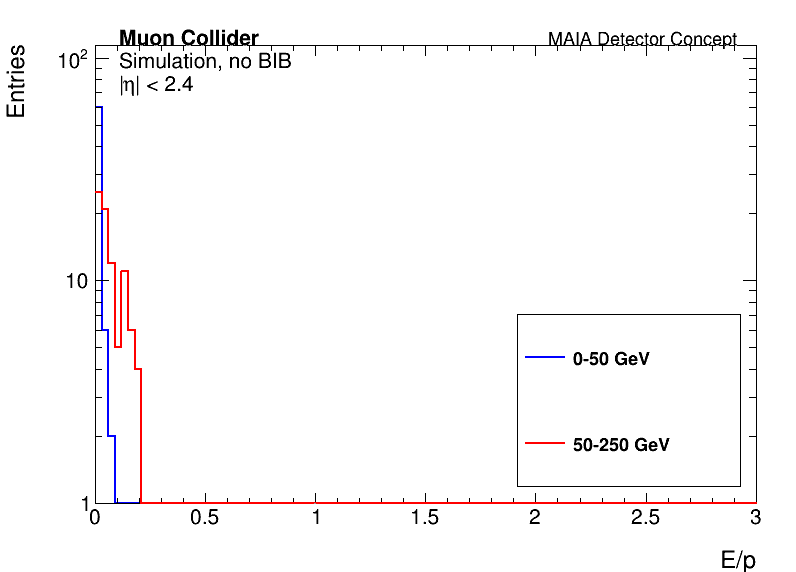 Muon Collider
MAIA Detector Concept
Simulation, no BIB
|η| < 2.4
Entries
10²
10
1
0-50 GeV
50-250 GeV
0 0.5 1 1.5 2 2.5 3
E/p